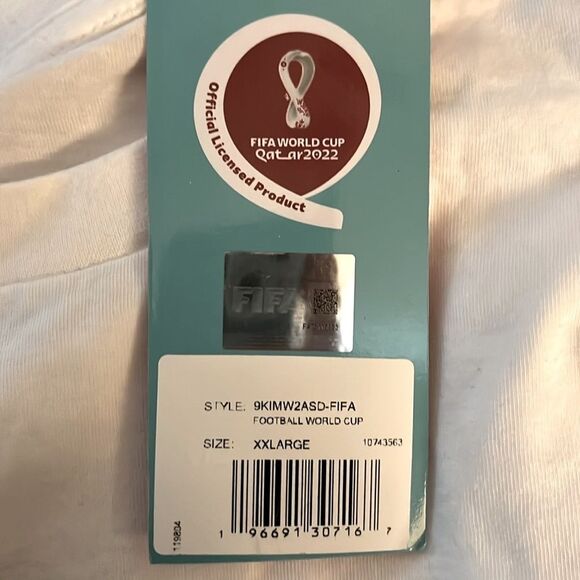 Official Licensed Product
FIFA WORLD CUP
Qatar2022
FIFA
STYLE: 9KIMW2ASD-FIFA
FOOTBALL WORLD CUP
SIZE: XXLARGE 10743563
119804
1 96691 30716 7